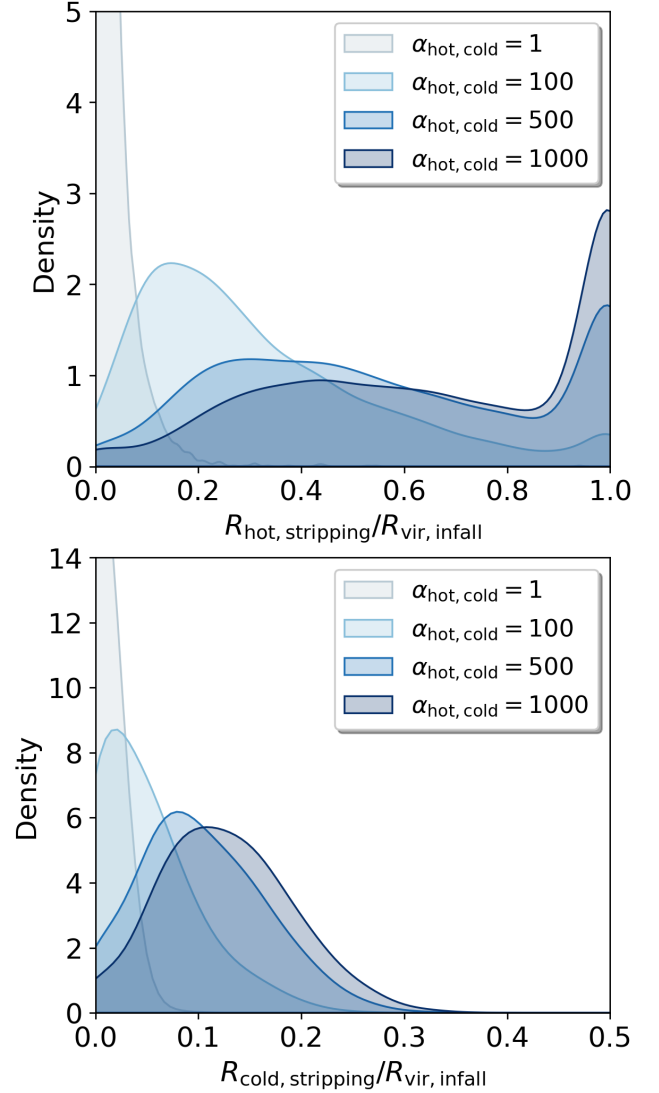 5
4
3
2
1
0
Density
α_hot, cold = 1
α_hot, cold = 100
α_hot, cold = 500
α_hot, cold = 1000
0.0 0.2 0.4 0.6 0.8 1.0
R_hot, stripping/R_vir, infall
14
12
10
8
6
4
2
0
Density
α_hot, cold = 1
α_hot, cold = 100
α_hot, cold = 500
α_hot, cold = 1000
0.0 0.1 0.2 0.3 0.4 0.5
R_cold, stripping/R_vir, infall